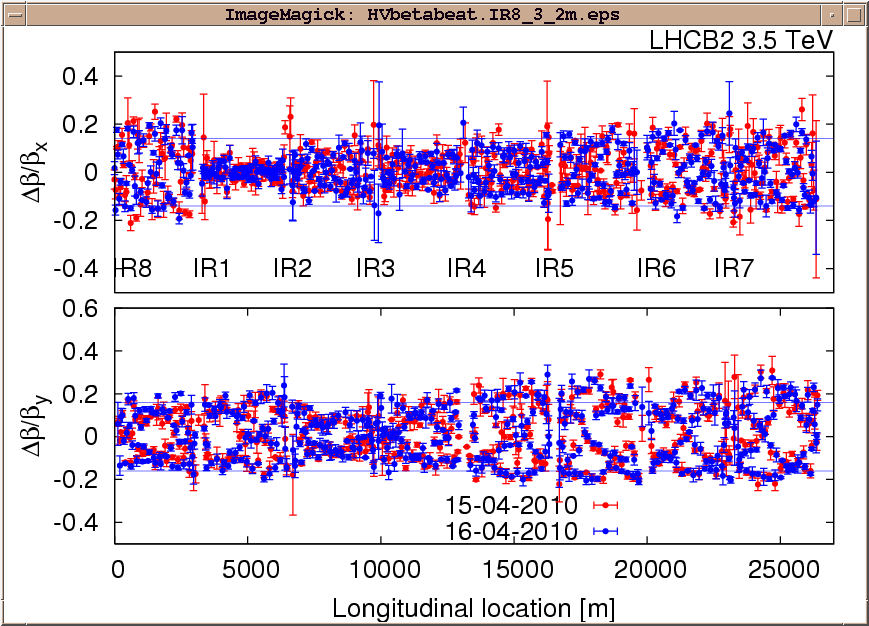 ImageMagick: HVbetabeat.IR8_3_2m.eps
LHCB2 3.5 TeV
0.4
0.2
0
-0.2
-0.4
Δβ/βx
IR8 IR1 IR2 IR3 IR4 IR5 IR6 IR7
0.6
0.4
0.2
0
-0.2
-0.4
Δβ/βy
15-04-2010
16-04-2010
0 5000 10000 15000 20000 25000
Longitudinal location [m]